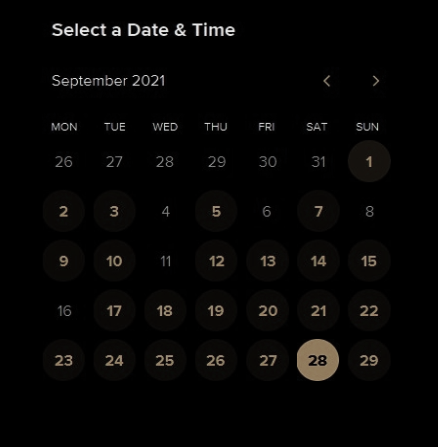 Select a Date & Time
September 2021
MON TUE WED THU FRI SAT SUN
26 27 28 29 30 31 1
2 3 4 5 6 7 8
9 10 11 12 13 14 15
16 17 18 19 20 21 22
23 24 25 26 27 28 29